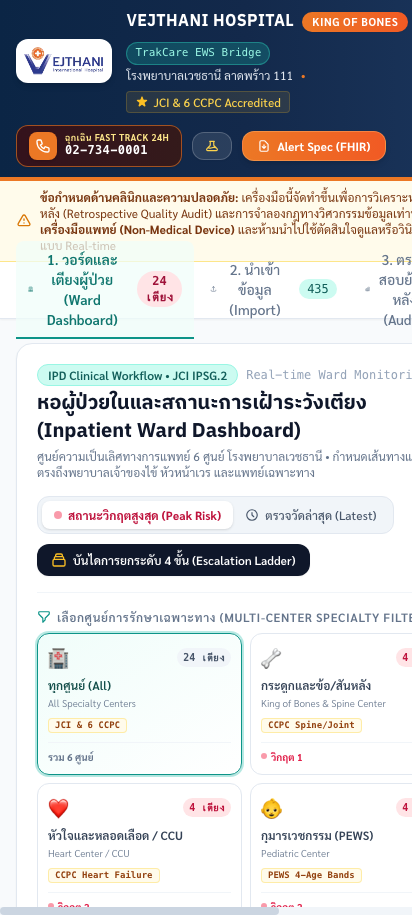 VEJTHANI HOSPITAL
KING OF BONES
VEJTHANI
International Hospital
TrakCare EWS Bridge
โรงพยาบาลเวชธานี ลาดพร้าว 111 •
JCI & 6 CCPC Accredited
ฉุกเฉิน FAST TRACK 24H
02-734-0001
Alert Spec (FHIR)
ข้อกำหนดด้านคลินิกและความปลอดภัย: เครื่องมือนี้จัดทำขึ้นเพื่อการวิเคราะห
หลัง (Retrospective Quality Audit) และการจำลองกฎทางวิศวกรรมข้อมูลเท่า
เครื่องมือแพทย์ (Non-Medical Device) และห้ามนำไปใช้ตัดสินใจดูแลหรือวินิ
แบบ Real-time
1. วอร์ดและ
เตียงผู้ป่วย
(Ward
Dashboard)
24
เตียง
2. นำเข้า
ข้อมูล
(Import)
435
3. ตร
สอบย้
หลั
(Aud
IPD Clinical Workflow • JCI IPSG.2
Real-time Ward Monitori
หอผู้ป่วยในและสถานะการเฝ้าระวังเตียง
(Inpatient Ward Dashboard)
ศูนย์ความเป็นเลิศทางการแพทย์ 6 ศูนย์ โรงพยาบาลเวชธานี • กำหนดเส้นทางแ
ตรงถึงพยาบาลเจ้าของไข้ หัวหน้าเวร และแพทย์เฉพาะทาง
สถานะวิกฤตสูงสุด (Peak Risk)
ตรวจวัดล่าสุด (Latest)
บันไดการยกระดับ 4 ขั้น (Escalation Ladder)
เลือกศูนย์การรักษาเฉพาะทาง (MULTI-CENTER SPECIALTY FILTE
24 เตียง
ทุกศูนย์ (All)
All Specialty Centers
JCI & 6 CCPC
รวม 6 ศูนย์
4
กระดูกและข้อ/สันหลัง
King of Bones & Spine Center
CCPC Spine/Joint
วิกฤต 1
4 เตียง
หัวใจและหลอดเลือด / CCU
Heart Center / CCU
CCPC Heart Failure
4
กุมารเวชกรรม (PEWS)
Pediatric Center
PEWS 4-Age Bands